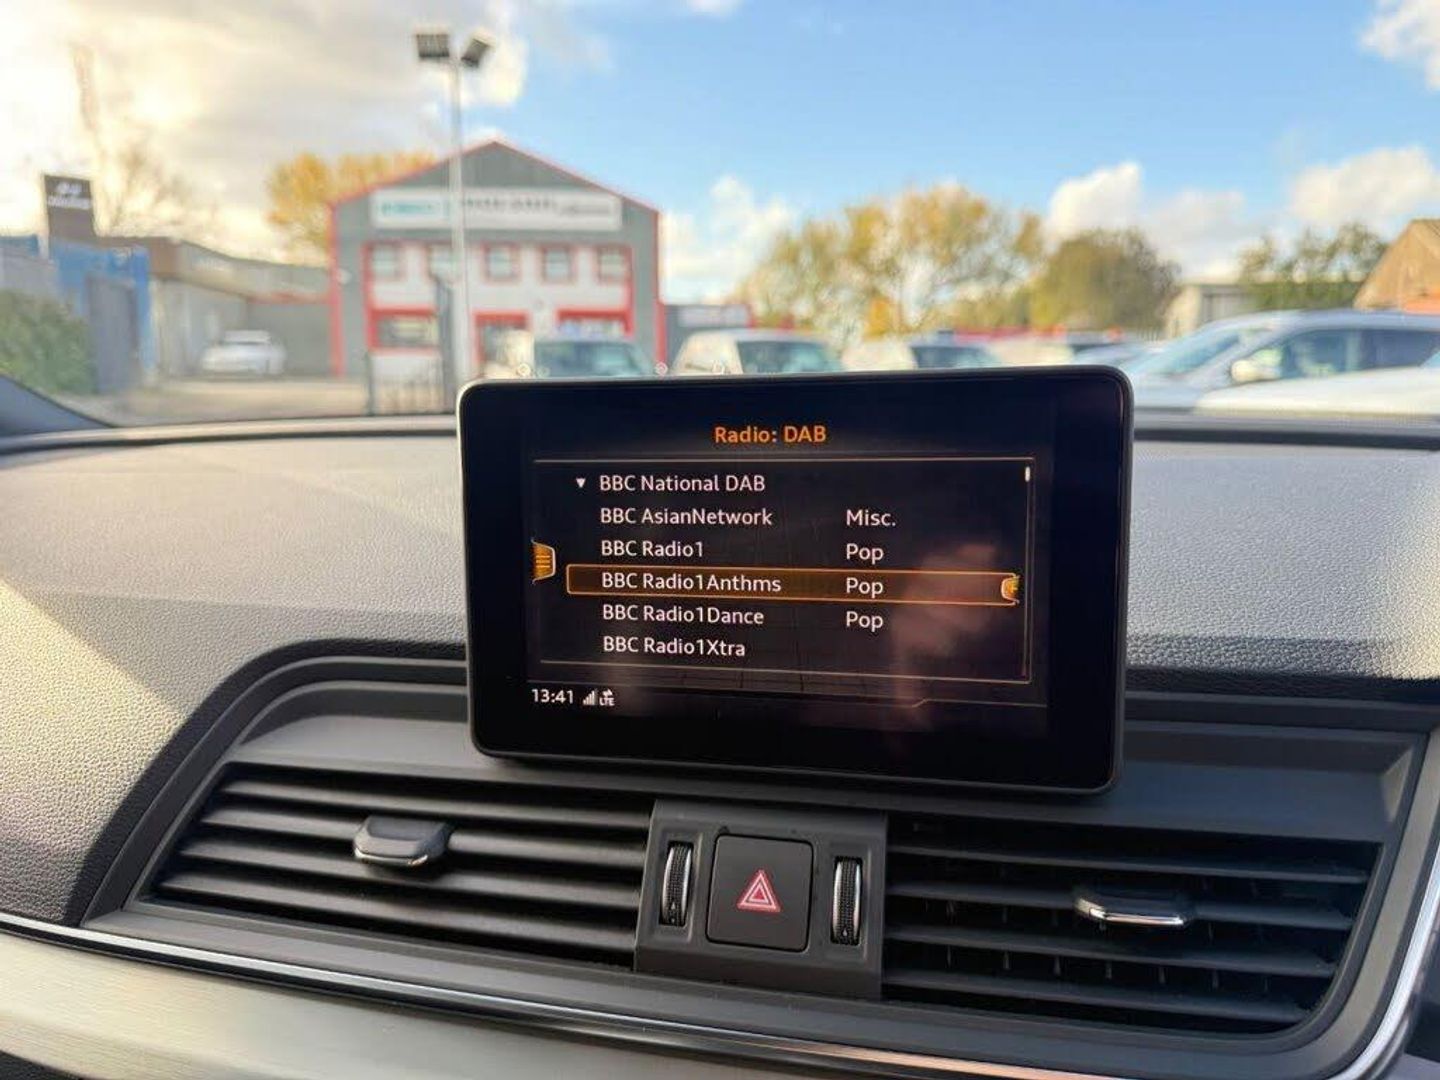 Radio: DAB
▼ BBC National DAB
BBC AsianNetwork Misc.
BBC Radio1 Pop
BBC Radio1Anthms Pop
BBC Radio1Dance Pop
BBC Radio1Xtra
13:41 LTE